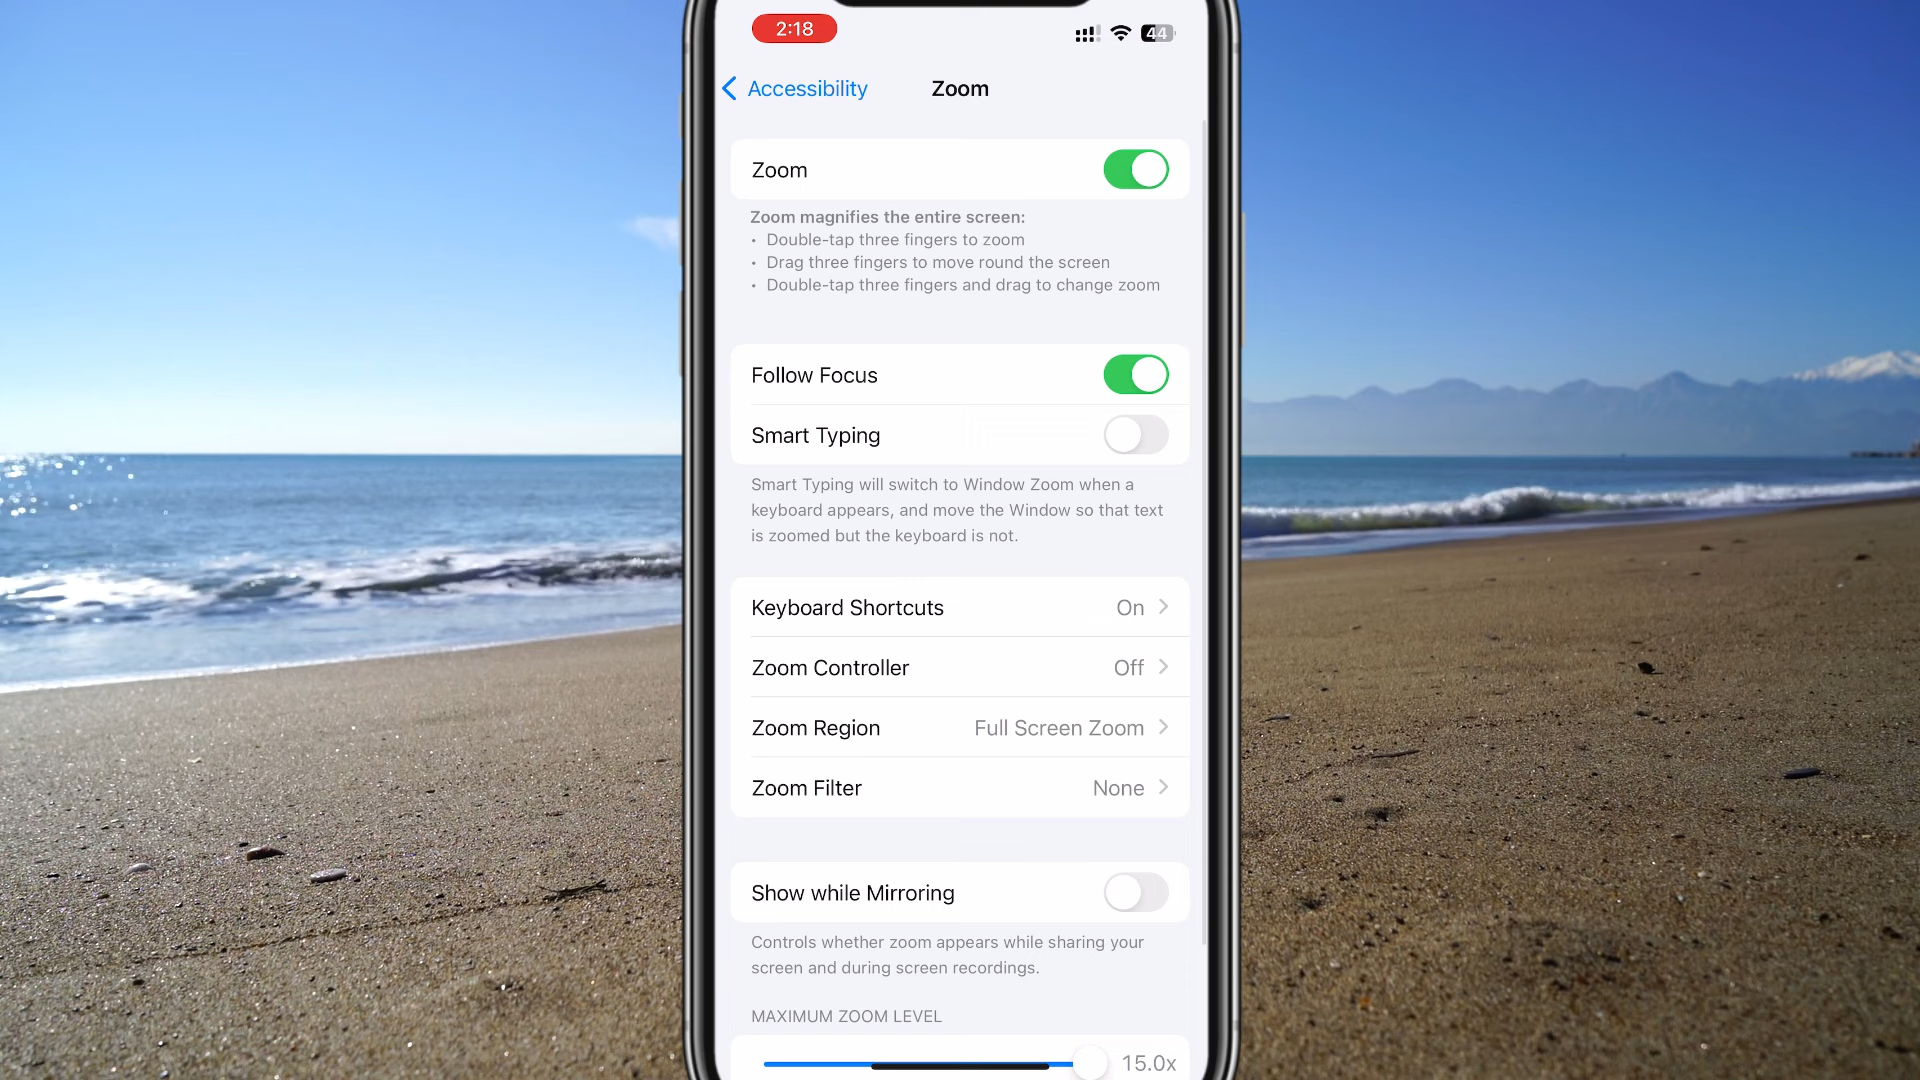 2:18
44
Accessibility
Zoom
Zoom
Zoom magnifies the entire screen:
• Double-tap three fingers to zoom
• Drag three fingers to move round the screen
• Double-tap three fingers and drag to change zoom
Follow Focus
Smart Typing
Smart Typing will switch to Window Zoom when a
keyboard appears, and move the Window so that text
is zoomed but the keyboard is not.
Keyboard Shortcuts On
Zoom Controller Off
Zoom Region Full Screen Zoom
Zoom Filter None
Show while Mirroring
Controls whether zoom appears while sharing your
screen and during screen recordings.
MAXIMUM ZOOM LEVEL
15.0x